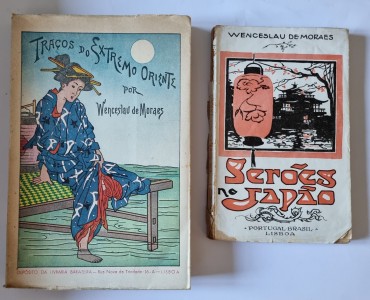 TRAÇOS DO EXTREMO ORIENTE
POR
Wenceslau de Moraes
WENCESLAU DE-MORAES
Serões
no Japão
PORTUGAL BRASIL
LISBOA